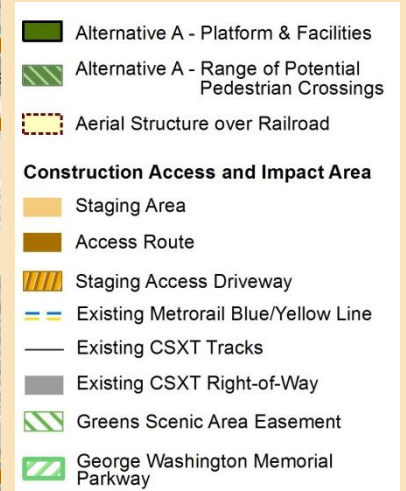 Alternative A - Platform & Facilities
Alternative A - Range of Potential
Pedestrian Crossings
Aerial Structure over Railroad
Construction Access and Impact Area
Staging Area
Access Route
Staging Access Driveway
Existing Metrorail Blue/Yellow Line
Existing CSXT Tracks
Existing CSXT Right-of-Way
Greens Scenic Area Easement
George Washington Memorial
Parkway